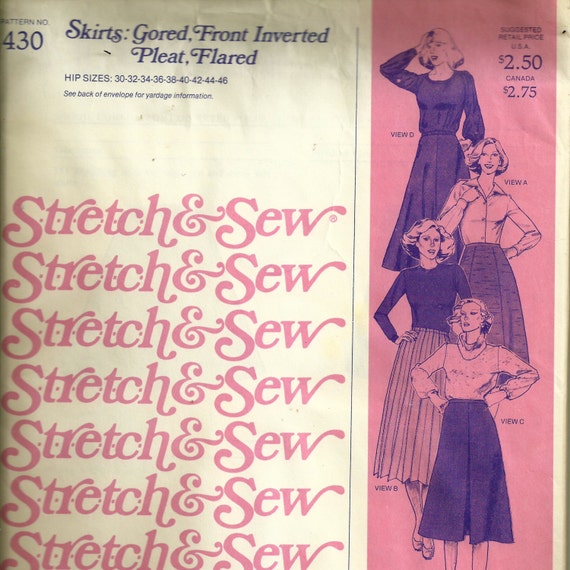 PATTERN NO.
430
Skirts: Gored, Front Inverted
Pleat, Flared
HIP SIZES: 30-32-34-36-38-40-42-44-46
See back of envelope for yardage information.
Stretch & Sew®
Stretch & Sew
Stretch & Sew
Stretch & Sew
Stretch & Sew
Stretch & Sew
Stretch & Sew
SUGGESTED
RETAIL PRICE
U.S.A.
$2.50
CANADA
$2.75
VIEW D
VIEW A
VIEW C
VIEW B